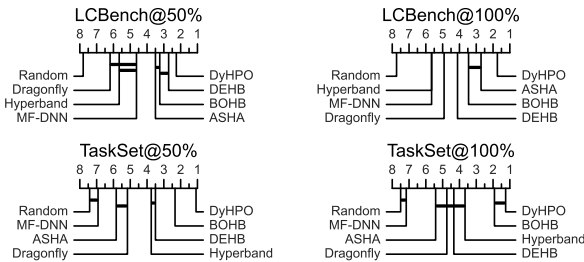 LCBench@50%
8 7 6 5 4 3 2 1
Random
Dragonfly
Hyperband
MF-DNN
DyHPO
DEHB
BOHB
ASHA
LCBench@100%
8 7 6 5 4 3 2 1
Random
Hyperband
MF-DNN
Dragonfly
DyHPO
ASHA
BOHB
DEHB
TaskSet@50%
8 7 6 5 4 3 2 1
Random
MF-DNN
ASHA
Dragonfly
DyHPO
BOHB
DEHB
Hyperband
TaskSet@100%
8 7 6 5 4 3 2 1
Random
MF-DNN
ASHA
Dragonfly
DyHPO
BOHB
Hyperband
DEHB